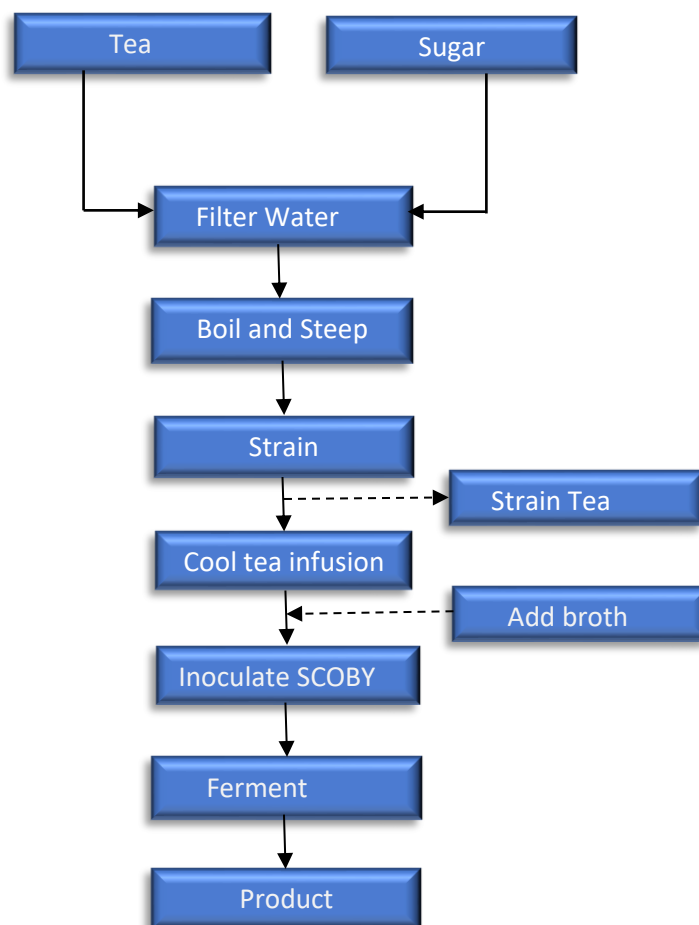 Tea
Sugar
Filter Water
Boil and Steep
Strain
Strain Tea
Cool tea infusion
Add broth
Inoculate SCOBY
Ferment
Product